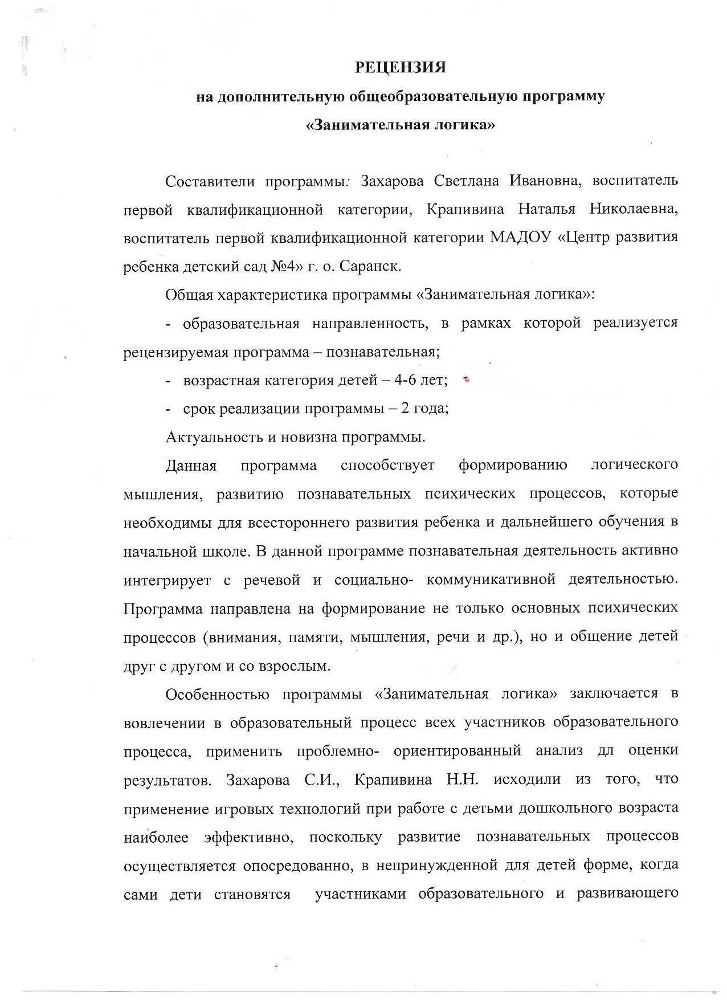 РЕЦЕНЗИЯ
на дополнительную общеобразовательную программу
«Занимательная логика»
Составители программы: Захарова Светлана Ивановна, воспитатель
первой квалификационной категории, Крапивина Наталья Николаевна,
воспитатель первой квалификационной категории МАДОУ «Центр развития
ребенка детский сад №4» г. о. Саранск.
Общая характеристика программы «Занимательная логика»:
- образовательная направленность, в рамках которой реализуется
рецензируемая программа – познавательная;
- возрастная категория детей – 4-6 лет;
- срок реализации программы – 2 года;
Актуальность и новизна программы.
Данная программа способствует формированию логического
мышления, развитию познавательных психических процессов, которые
необходимы для всестороннего развития ребенка и дальнейшего обучения в
начальной школе. В данной программе познавательная деятельность активно
интегрирует с речевой и социально- коммуникативной деятельностью.
Программа направлена на формирование не только основных психических
процессов (внимания, памяти, мышления, речи и др.), но и общение детей
друг с другом и со взрослым.
Особенностью программы «Занимательная логика» заключается в
вовлечении в образовательный процесс всех участников образовательного
процесса, применить проблемно- ориентированный анализ дл оценки
результатов. Захарова С.И., Крапивина Н.Н. исходили из того, что
применение игровых технологий при работе с детьми дошкольного возраста
наиболее эффективно, поскольку развитие познавательных процессов
осуществляется опосредованно, в непринужденной для детей форме, когда
сами дети становятся участниками образовательного и развивающего